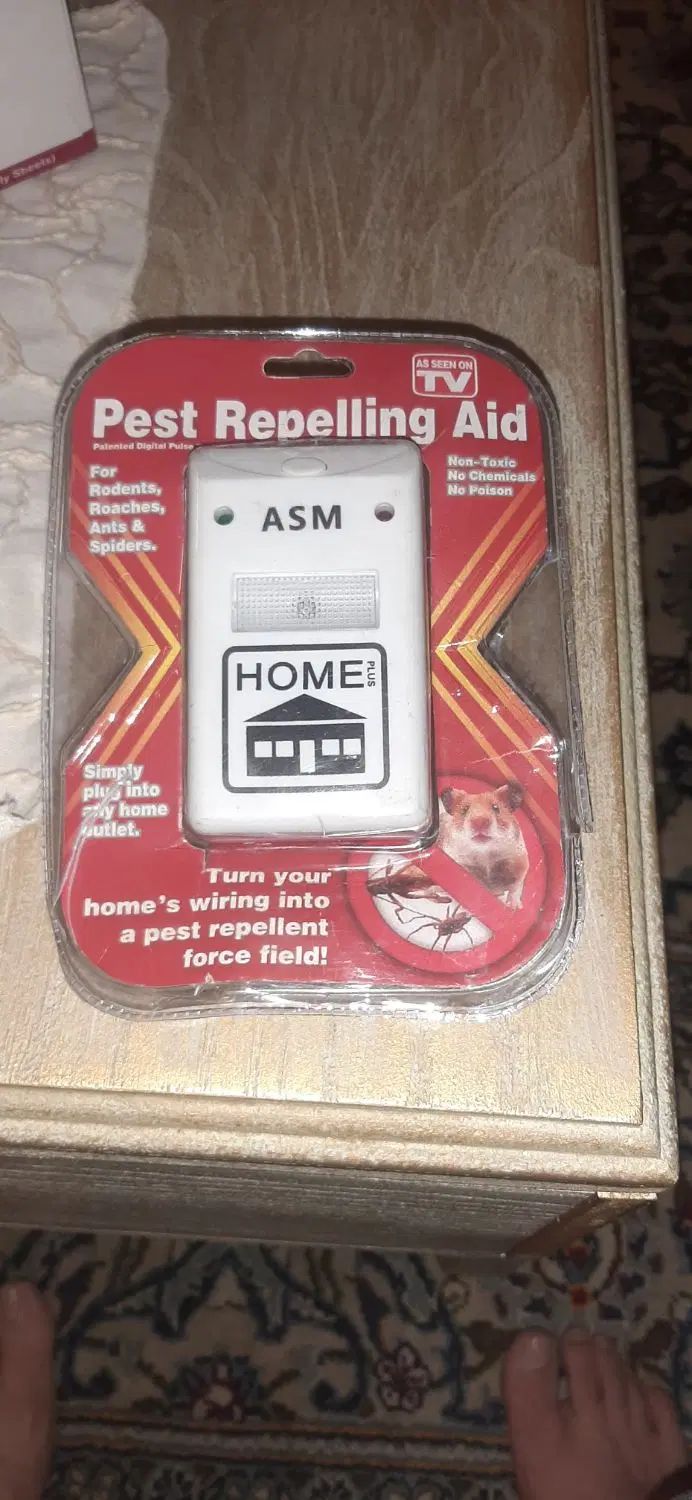 ly Sheets)
AS SEEN ON
TV
Pest Repelling Aid
Patented Digital Pulse
For
Rodents,
Roaches,
Ants &
Spiders.
Non-Toxic
No Chemicals
No Poison
ASM
HOME PLUS
Simply
plug into
any home
outlet.
Turn your
home's wiring into
a pest repellent
force field!